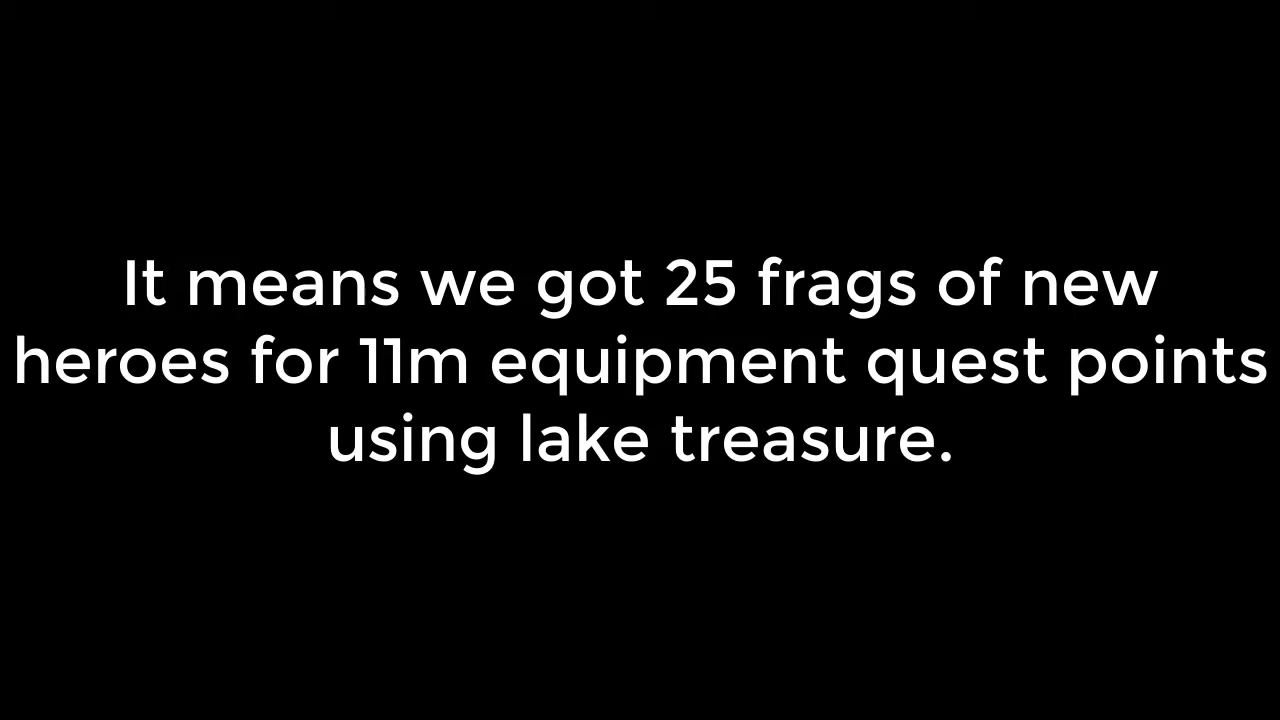 It means we got 25 frags of new
heroes for 11m equipment quest points
using lake treasure.